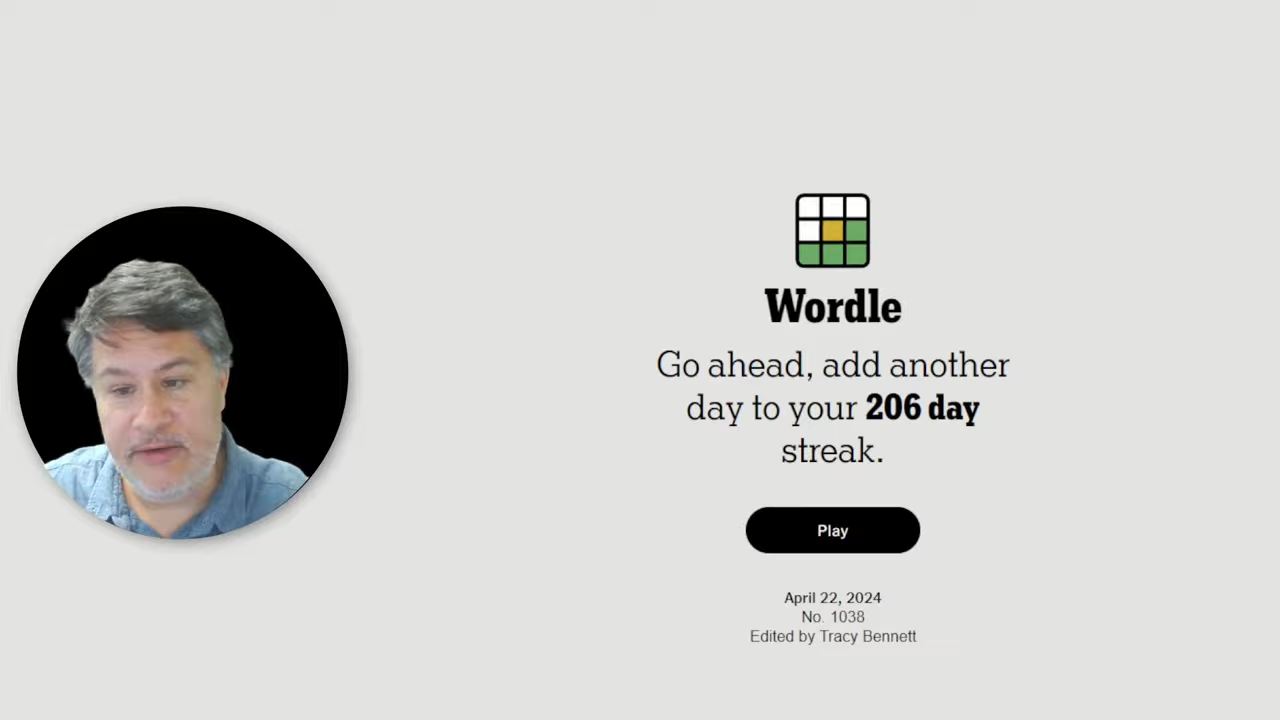 Wordle
Go ahead, add another
day to your 206 day
streak.
Play
April 22, 2024
No. 1038
Edited by Tracy Bennett